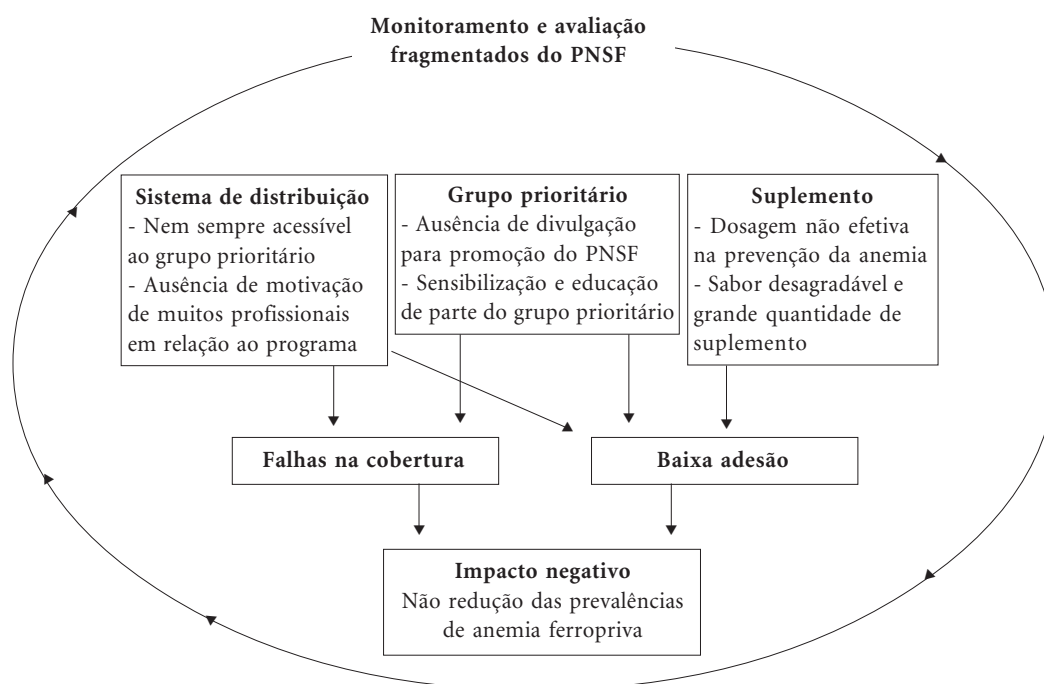 Monitoramento e avaliação
fragmentados do PNSF
Sistema de distribuição
- Nem sempre acessível
ao grupo prioritário
- Ausência de motivação
de muitos profissionais
em relação ao programa
Grupo prioritário
- Ausência de divulgação
para promoção do PNSF
- Sensibilização e educação
de parte do grupo prioritário
Suplemento
- Dosagem não efetiva
na prevenção da anemia
- Sabor desagradável e
grande quantidade de
suplemento
Falhas na cobertura
Baixa adesão
Impacto negativo
Não redução das prevalências
de anemia ferropriva